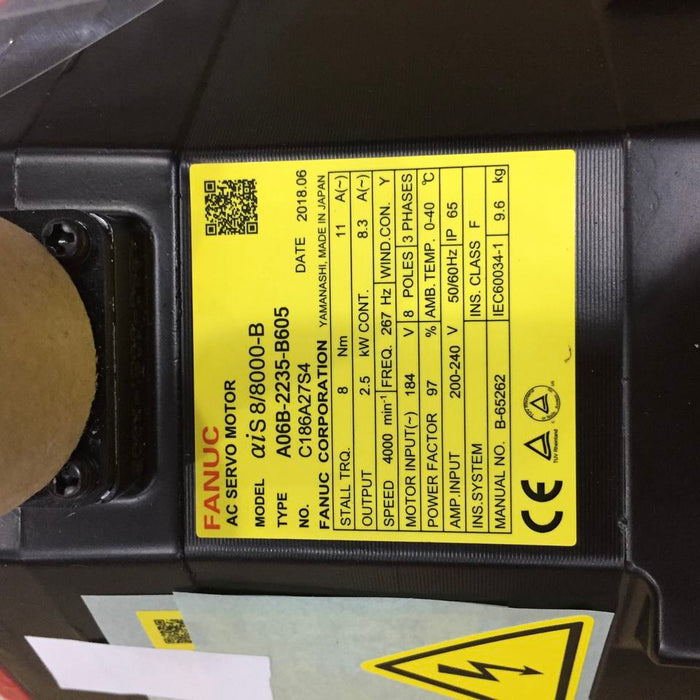 FANUC
AC SERVO MOTOR
MODEL αiS 8/8000-B
TYPE A06B-2235-B605
NO. C186A27S4 DATE 2018.06
FANUC CORPORATION YAMANASHI, MADE IN JAPAN
STALL TRQ. 8 Nm 11 A(~)
OUTPUT 2.5 kW CONT. 8.3 A(~)
SPEED 4000 min⁻¹ FREQ. 267 Hz WIND.CON. Y
MOTOR INPUT(~) 184 V 8 POLES 3 PHASES
POWER FACTOR 97 % AMB.TEMP. 0-40 ℃
AMP.INPUT 200-240 V 50/60Hz IP 65
INS.SYSTEM INS. CLASS F
MANUAL NO. B-65262 IEC60034-1 9.6 kg
CE
TÜV Rheinland